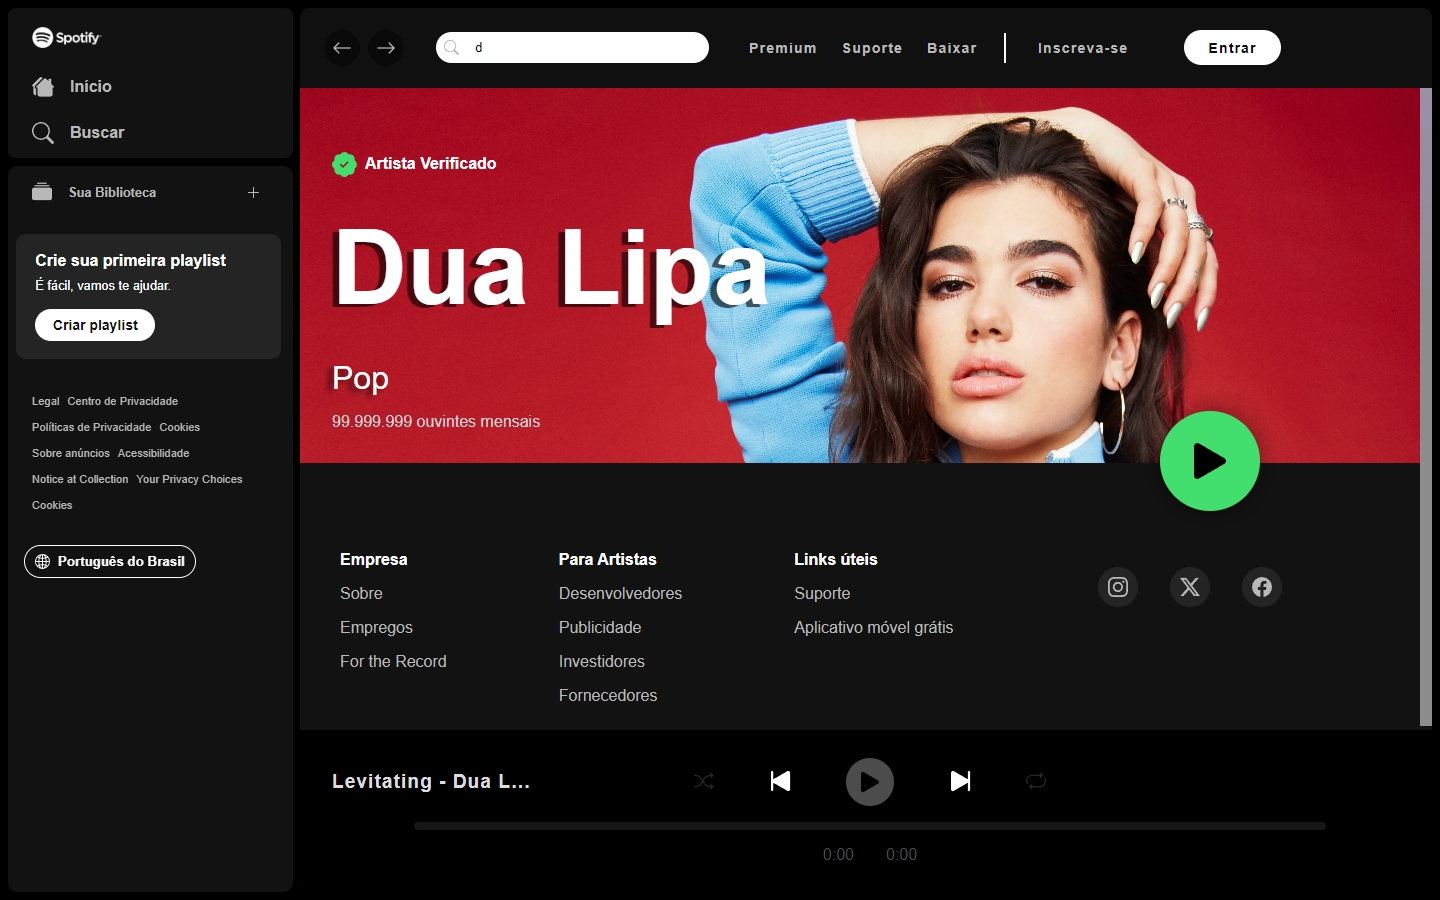 Spotify
Início
Buscar
Sua Biblioteca
Crie sua primeira playlist
É fácil, vamos te ajudar.
Criar playlist
Legal Centro de Privacidade
Políticas de Privacidade Cookies
Sobre anúncios Acessibilidade
Notice at Collection Your Privacy Choices
Cookies
Português do Brasil
d
Premium Suporte Baixar Inscreva-se Entrar
Artista Verificado
Dua Lipa
Pop
99.999.999 ouvintes mensais
Empresa
Sobre
Empregos
For the Record
Para Artistas
Desenvolvedores
Publicidade
Investidores
Fornecedores
Links úteis
Suporte
Aplicativo móvel grátis
Levitating - Dua L...
0:00 0:00